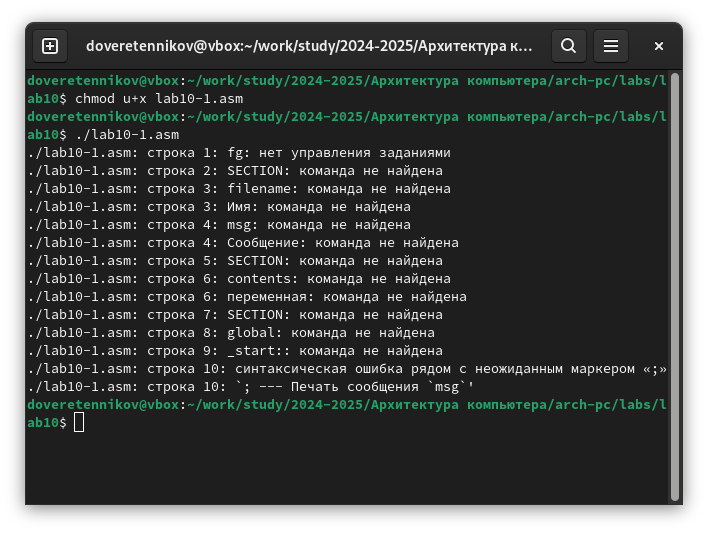 doveretennikov@vbox:~/work/study/2024-2025/Архитектура к...
doveretennikov@vbox:~/work/study/2024-2025/Архитектура компьютера/arch-pc/labs/l
ab10$ chmod u+x lab10-1.asm
doveretennikov@vbox:~/work/study/2024-2025/Архитектура компьютера/arch-pc/labs/l
ab10$ ./lab10-1.asm
./lab10-1.asm: строка 1: fg: нет управления заданиями
./lab10-1.asm: строка 2: SECTION: команда не найдена
./lab10-1.asm: строка 3: filename: команда не найдена
./lab10-1.asm: строка 3: Имя: команда не найдена
./lab10-1.asm: строка 4: msg: команда не найдена
./lab10-1.asm: строка 4: Сообщение: команда не найдена
./lab10-1.asm: строка 5: SECTION: команда не найдена
./lab10-1.asm: строка 6: contents: команда не найдена
./lab10-1.asm: строка 6: переменная: команда не найдена
./lab10-1.asm: строка 7: SECTION: команда не найдена
./lab10-1.asm: строка 8: global: команда не найдена
./lab10-1.asm: строка 9: _start:: команда не найдена
./lab10-1.asm: строка 10: синтаксическая ошибка рядом с неожиданным маркером «;»
./lab10-1.asm: строка 10: `; --- Печать сообщения `msg`'
doveretennikov@vbox:~/work/study/2024-2025/Архитектура компьютера/arch-pc/labs/l
ab10$